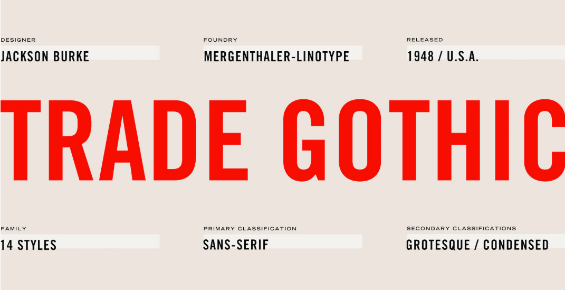 DESIGNER FOUNDRY RELEASED
JACKSON BURKE MERGENTHALER-LINOTYPE 1948 / U.S.A.
TRADE GOTHIC
FAMILY PRIMARY CLASSIFICATION SECONDARY CLASSIFICATIONS
14 STYLES SANS-SERIF GROTESQUE / CONDENSED